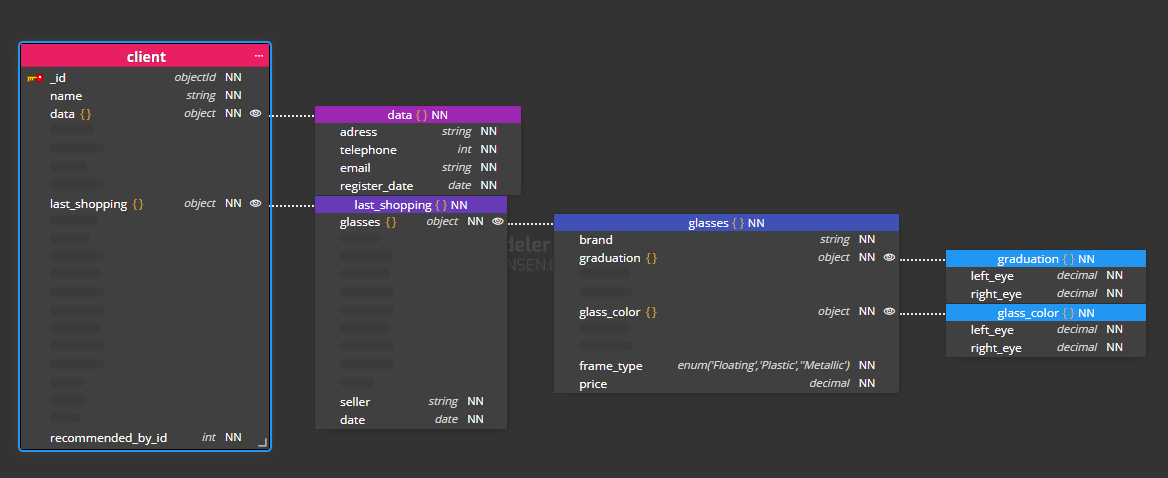 client ...
_id objectId NN
name string NN
data {} object NN
last_shopping {} object NN
recommended_by_id int NN
data {} NN
adress string NN
telephone int NN
email string NN
register_date date NN
last_shopping {} NN
glasses {} object NN
seller string NN
date date NN
glasses {} NN
brand string NN
graduation {} object NN
glass_color {} object NN
frame_type enum('Floating','Plastic',"Metallic') NN
price decimal NN
graduation {} NN
left_eye decimal NN
right_eye decimal NN
glass_color {} NN
left_eye decimal NN
right_eye decimal NN